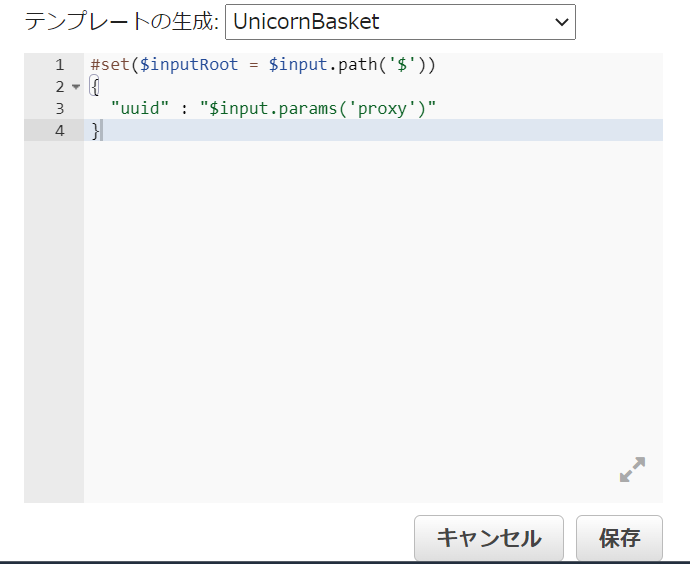 テンプレートの生成: UnicornBasket
1 #set($inputRoot = $input.path('$'))
2 {
3 "uuid" : "$input.params('proxy')"
4 }
キャンセル 保存